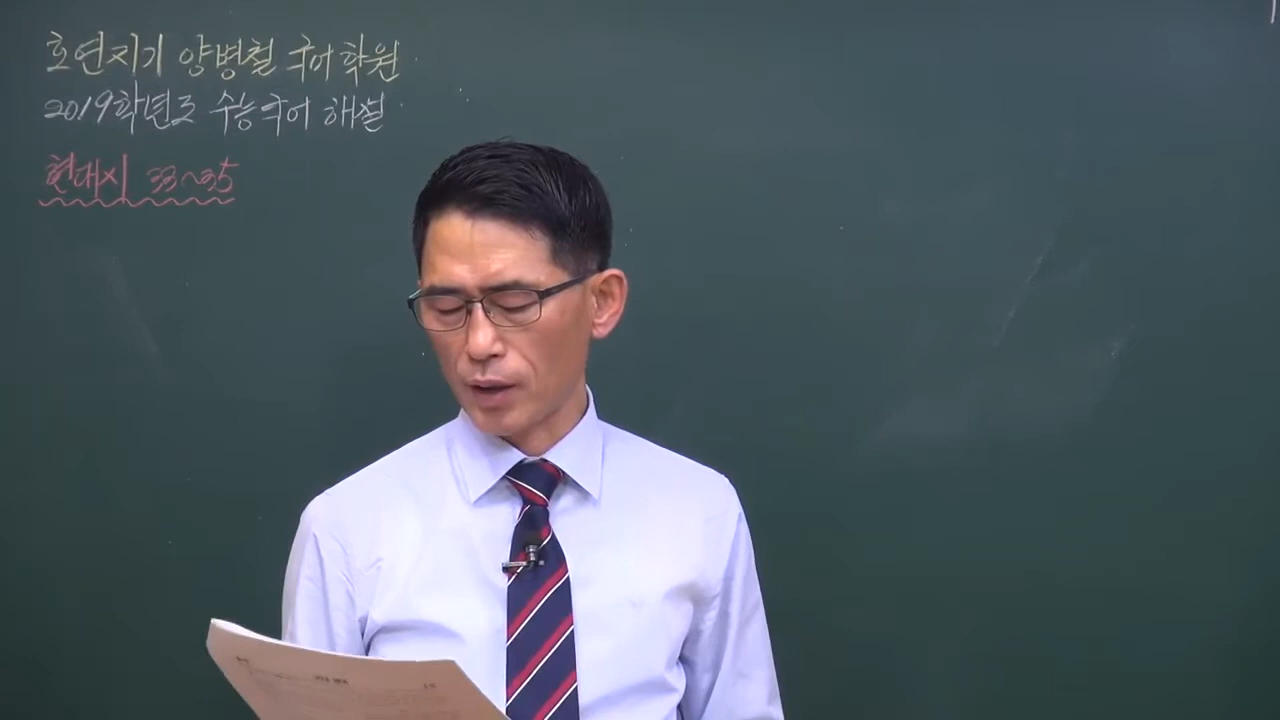 호연지기 양병철 국어학원
2019학년도 수능국어 해설
현대시 33~35